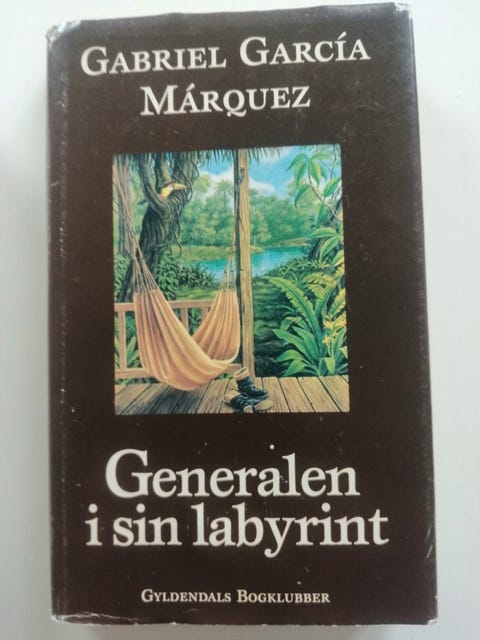 GABRIEL GARCÍA
MÁRQUEZ
Generalen
i sin labyrint
GYLDENDALS BOGKLUBBER